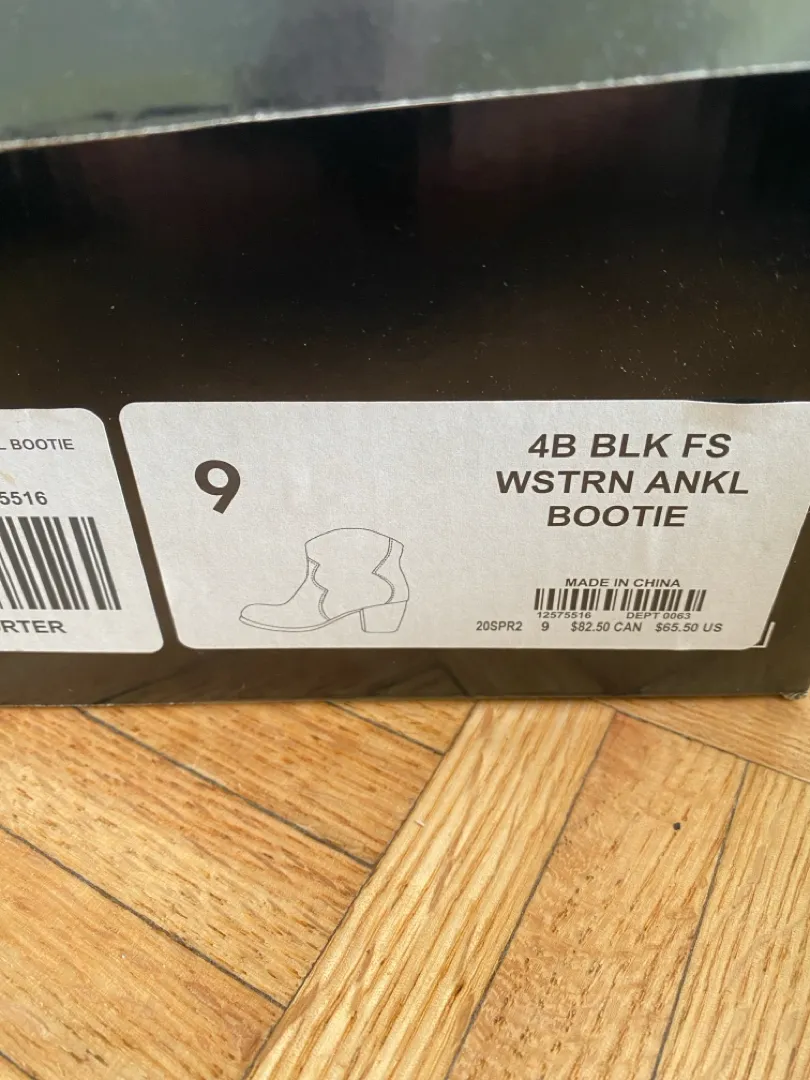 L BOOTIE
5516
RTER
9
4B BLK FS
WSTRN ANKL
BOOTIE
MADE IN CHINA
12575516 DEPT 0063
20SPR2 9 $82.50 CAN $65.50 US